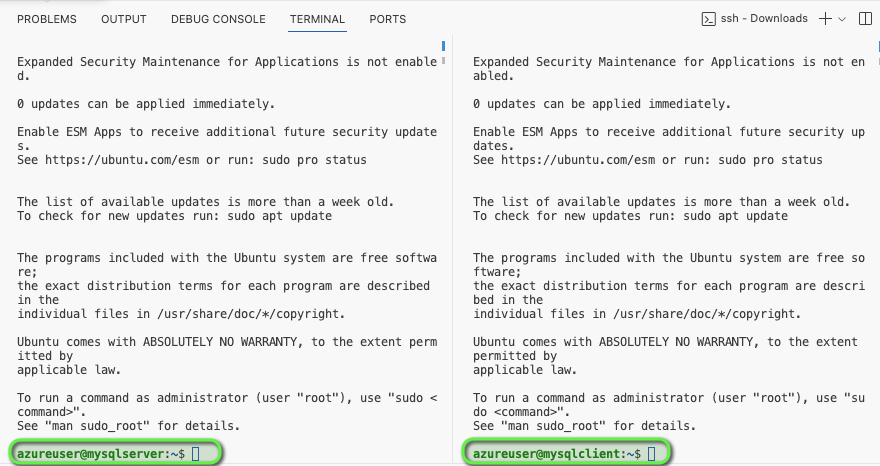 PROBLEMS OUTPUT DEBUG CONSOLE TERMINAL PORTS ssh - Downloads
Expanded Security Maintenance for Applications is not enable
d.
0 updates can be applied immediately.
Enable ESM Apps to receive additional future security update
s.
See https://ubuntu.com/esm or run: sudo pro status
The list of available updates is more than a week old.
To check for new updates run: sudo apt update
The programs included with the Ubuntu system are free softwa
re;
the exact distribution terms for each program are described
in the
individual files in /usr/share/doc/*/copyright.
Ubuntu comes with ABSOLUTELY NO WARRANTY, to the extent perm
itted by
applicable law.
To run a command as administrator (user "root"), use "sudo <
command>".
See "man sudo_root" for details.
azureuser@mysqlserver:~$
Expanded Security Maintenance for Applications is not en
abled.
0 updates can be applied immediately.
Enable ESM Apps to receive additional future security up
dates.
See https://ubuntu.com/esm or run: sudo pro status
The list of available updates is more than a week old.
To check for new updates run: sudo apt update
The programs included with the Ubuntu system are free so
ftware;
the exact distribution terms for each program are descri
bed in the
individual files in /usr/share/doc/*/copyright.
Ubuntu comes with ABSOLUTELY NO WARRANTY, to the extent
permitted by
applicable law.
To run a command as administrator (user "root"), use "su
do <command>".
See "man sudo_root" for details.
azureuser@mysqlclient:~$